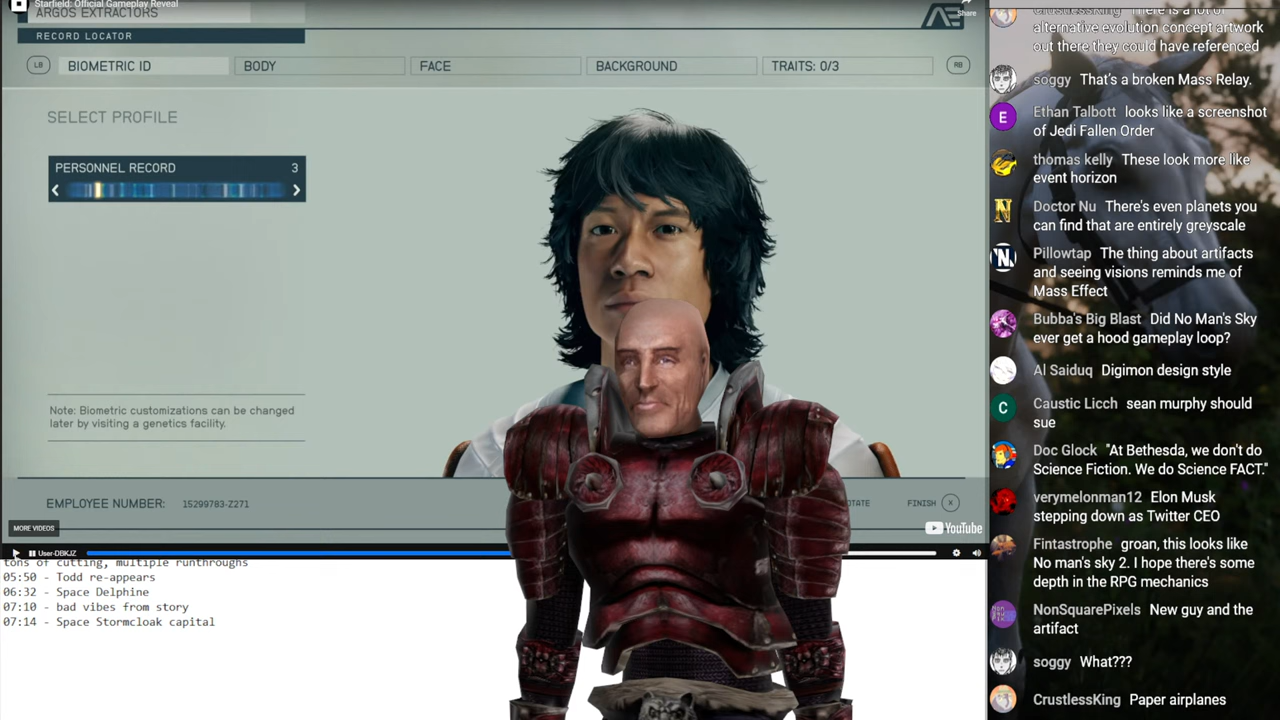 Starfield: Official Gameplay Reveal
ARGOS EXTRACTORS
RECORD LOCATOR
AE
Share
LB
BIOMETRIC ID
BODY
FACE
BACKGROUND
TRAITS: 0/3
RB
SELECT PROFILE
PERSONNEL RECORD
3
Note: Biometric customizations can be changed
later by visiting a genetics facility.
EMPLOYEE NUMBER:
15299783-Z271
FINISH
X
MORE VIDEOS
YouTube
User-DBKJZ
tons of cutting, multiple runthroughs
05:50 - Todd re-appears
06:32 - Space Delphine
07:10 - bad vibes from story
07:14 - Space Stormcloak capital
CrustlessKing There is a lot of
alternative evolution concept artwork
out there they could have referenced
soggy That's a broken Mass Relay.
E
Ethan Talbott looks like a screenshot
of Jedi Fallen Order
thomas kelly These look more like
event horizon
N
Doctor Nu There's even planets you
can find that are entirely greyscale
N
Pillowtap The thing about artifacts
and seeing visions reminds me of
Mass Effect
Bubba's Big Blast Did No Man's Sky
ever get a hood gameplay loop?
Al Saiduq Digimon design style
C
Caustic Licch sean murphy should
sue
Doc Glock "At Bethesda, we don't do
Science Fiction. We do Science FACT."
verymelonman12 Elon Musk
stepping down as Twitter CEO
Fintastrophe groan, this looks like
No man's sky 2. I hope there's some
depth in the RPG mechanics
NonSquarePixels New guy and the
artifact
soggy What???
CrustlessKing Paper airplanes